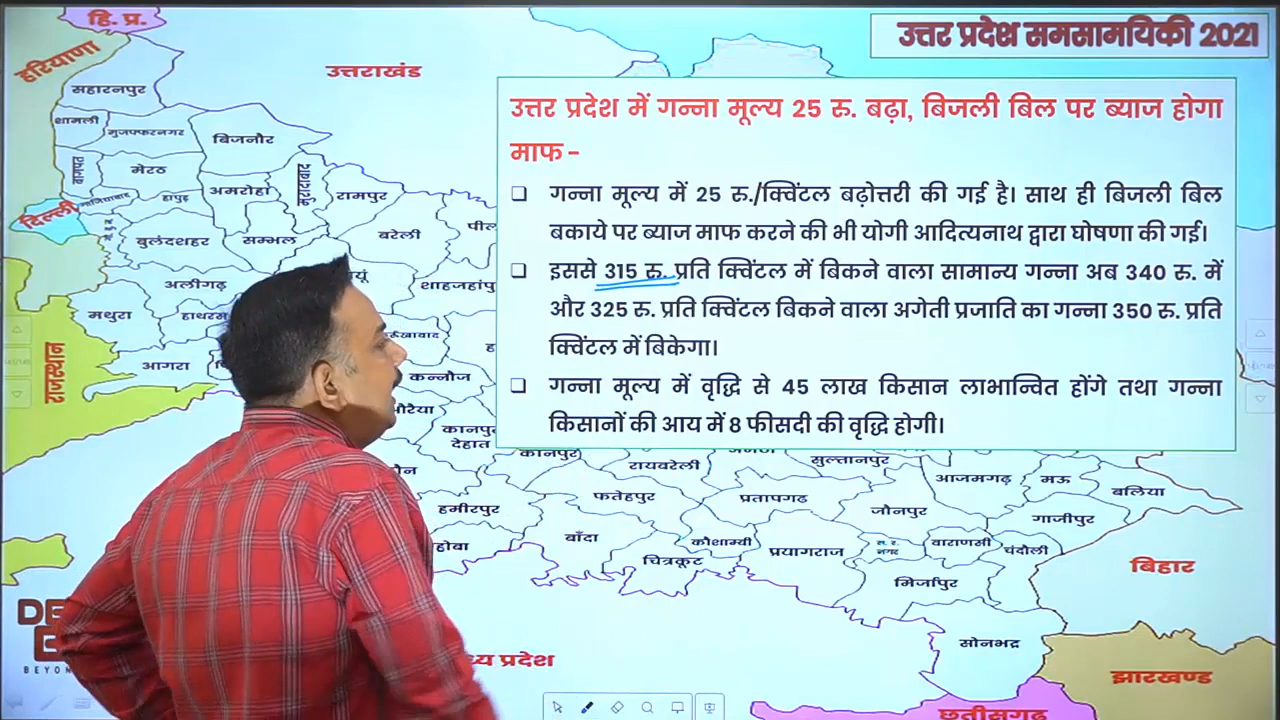 हि. प्र.
उत्तर प्रदेश समसामयिकी 2021
हरियाणा
उत्तराखंड
सहारनपुर
उत्तर प्रदेश में गन्ना मूल्य 25 रु. बढ़ा, बिजली बिल पर ब्याज होगा
माफ -
शामली
मुजफ्फरनगर
बिजनौर
बागपत
मेरठ
मुरादाबाद
अमरोहा
रामपुर
हापुड़
गाजियाबाद
दिल्ली
❑ गन्ना मूल्य में 25 रु./क्विंटल बढ़ोत्तरी की गई है। साथ ही बिजली बिल
बकाये पर ब्याज माफ करने की भी योगी आदित्यनाथ द्वारा घोषणा की गई।
बुलंदशहर
सम्भल
बरेली
❑ इससे 315 रु. प्रति क्विंटल में बिकने वाला सामान्य गन्ना अब 340 रु. में
और 325 रु. प्रति क्विंटल बिकने वाला अगेती प्रजाति का गन्ना 350 रु. प्रति
क्विंटल में बिकेगा।
अलीगढ़
शाहजहांपु
मथुरा
हाथरस
राजस्थान
आगरा
कन्नौज
❑ गन्ना मूल्य में वृद्धि से 45 लाख किसान लाभान्वित होंगे तथा गन्ना
किसानों की आय में 8 फीसदी की वृद्धि होगी।
कानपुर
देहात
कानपुर
रायबरेली
सुल्तानपुर
आजमगढ़
मऊ
बलिया
फतेहपुर
प्रतापगढ़
जौनपुर
गाजीपुर
हमीरपुर
बाँदा
कौशाम्बी
प्रयागराज
वाराणसी
चंदौली
चित्रकूट
मिर्जापुर
बिहार
सोनभद्र
झारखण्ड
छत्तीसगढ़